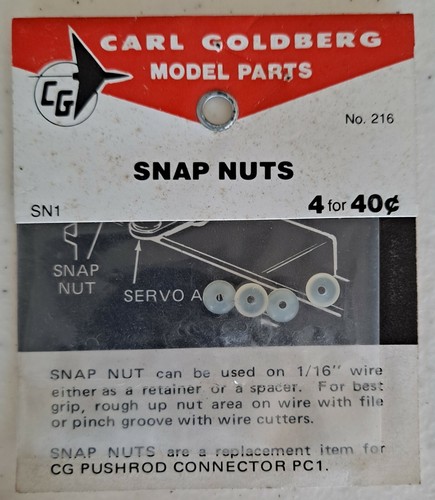 CARL GOLDBERG
MODEL PARTS
CG
No. 216
SNAP NUTS
SN1
4 for 40¢
SNAP
NUT
SERVO
SNAP NUT can be used on 1/16" wire
either as a retainer or a spacer. For best
grip, rough up nut area on wire with file
or pinch groove with wire cutters.
SNAP NUTS are a replacement item for
CG PUSHROD CONNECTOR PC1.